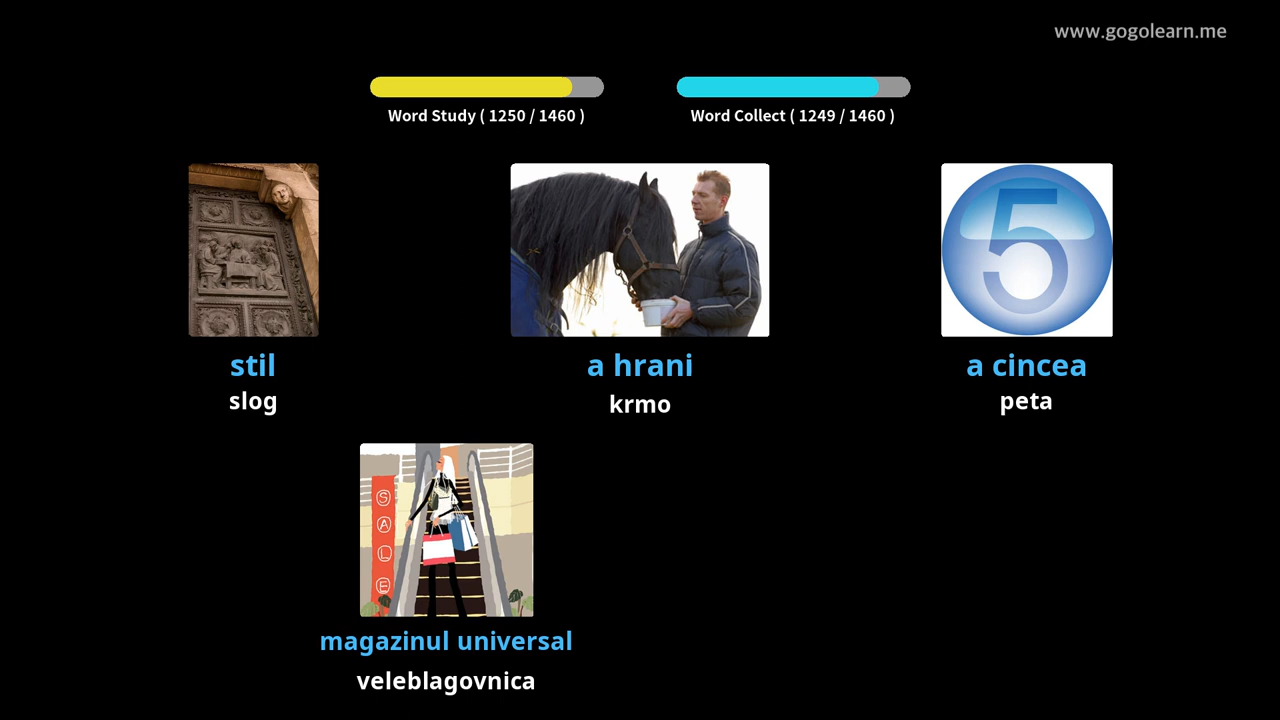 www.gogolearn.me
Word Study ( 1250 / 1460 )
Word Collect ( 1249 / 1460 )
5
stil
slog
a hrani
krmo
a cincea
peta
S
A
L
E
magazinul universal
veleblagovnica